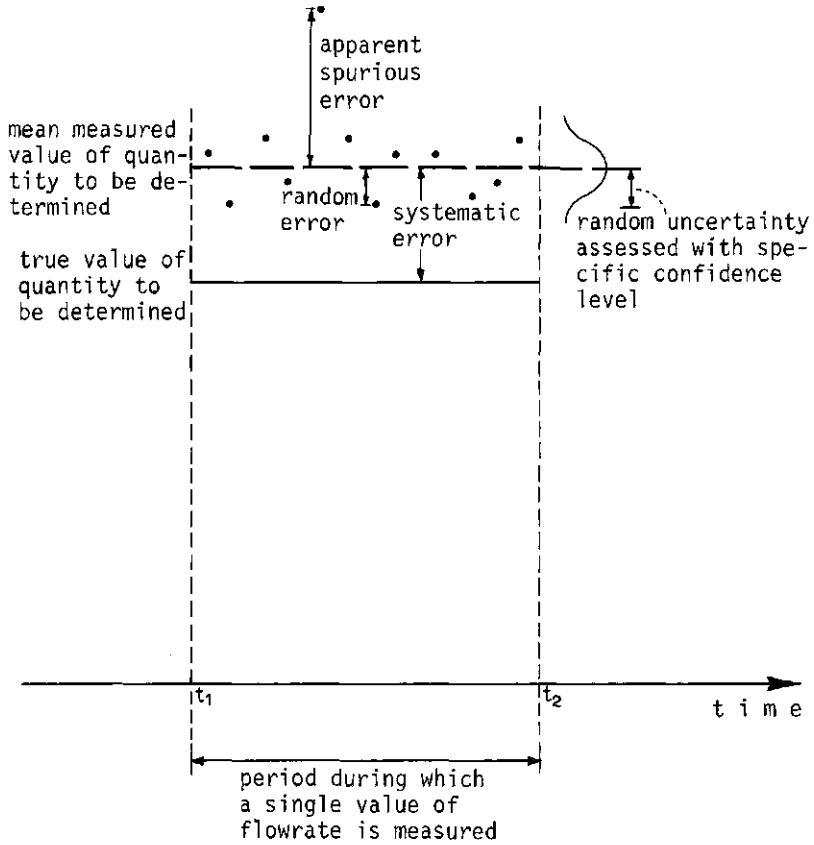 apparent
spurious
error
mean measured
value of quan-
tity to be de-
termined
random
error
systematic
error
random uncertainty
assessed with spe-
cific confidence
level
true value of
quantity to
be determined
t1
t2
time
period during which
a single value of
flowrate is measured